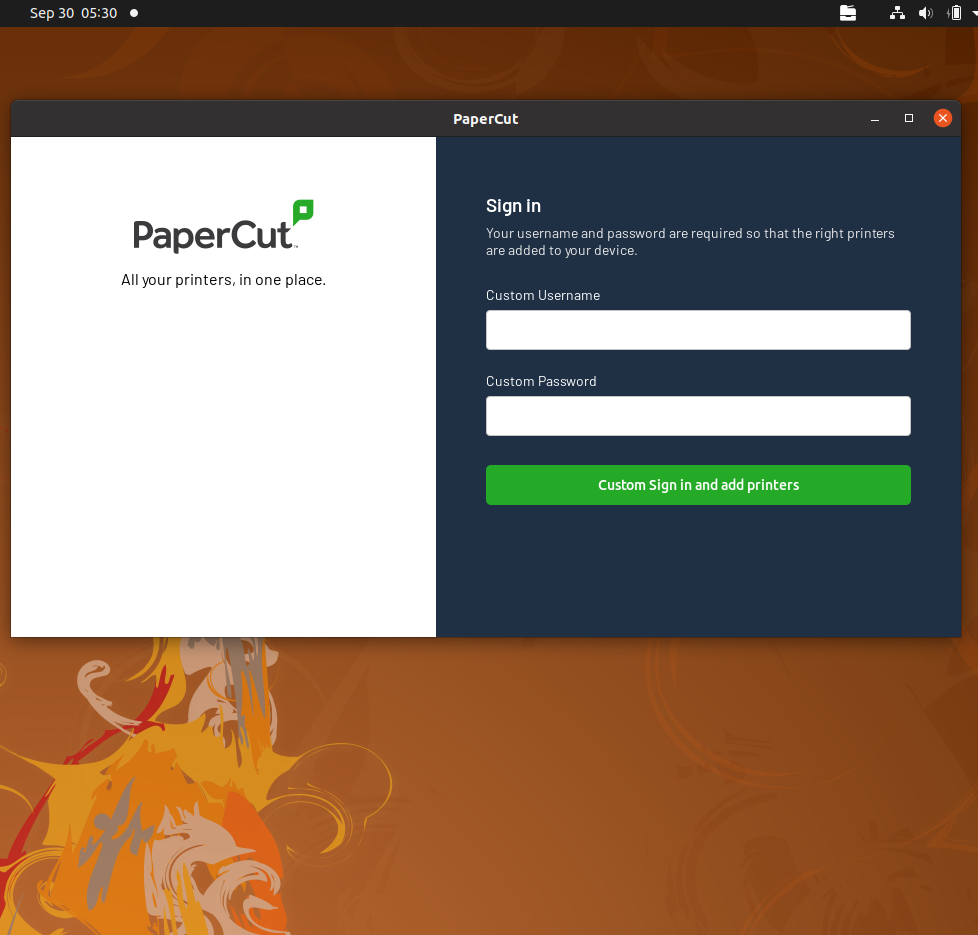 Sep 30 05:30
PaperCut
PaperCut™
All your printers, in one place.
Sign in
Your username and password are required so that the right printers
are added to your device.
Custom Username
Custom Password
Custom Sign in and add printers